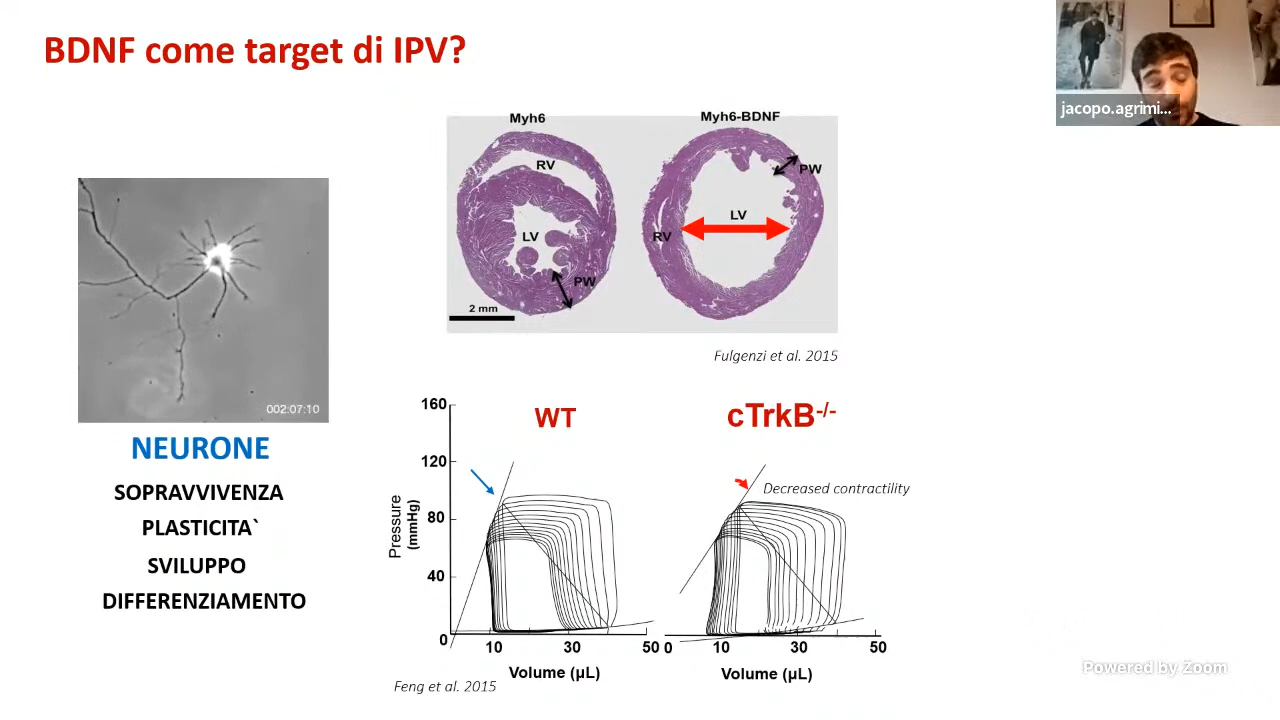 BDNF come target di IPV?
jacopo.agrimi...
Myh6
Myh6-BDNF
RV
PW
LV
LV
RV
PW
2 mm
Fulgenzi et al. 2015
002:07:10
NEURONE
SOPRAVVIVENZA
PLASTICITA`
SVILUPPO
DIFFERENZIAMENTO
160
WT
cTrkB-/-
120
Decreased contractility
Pressure
(mmHg)
80
40
0
10
30
50
0
10
30
50
Volume (µL)
Volume (µL)
Feng et al. 2015
Powered by Zoom